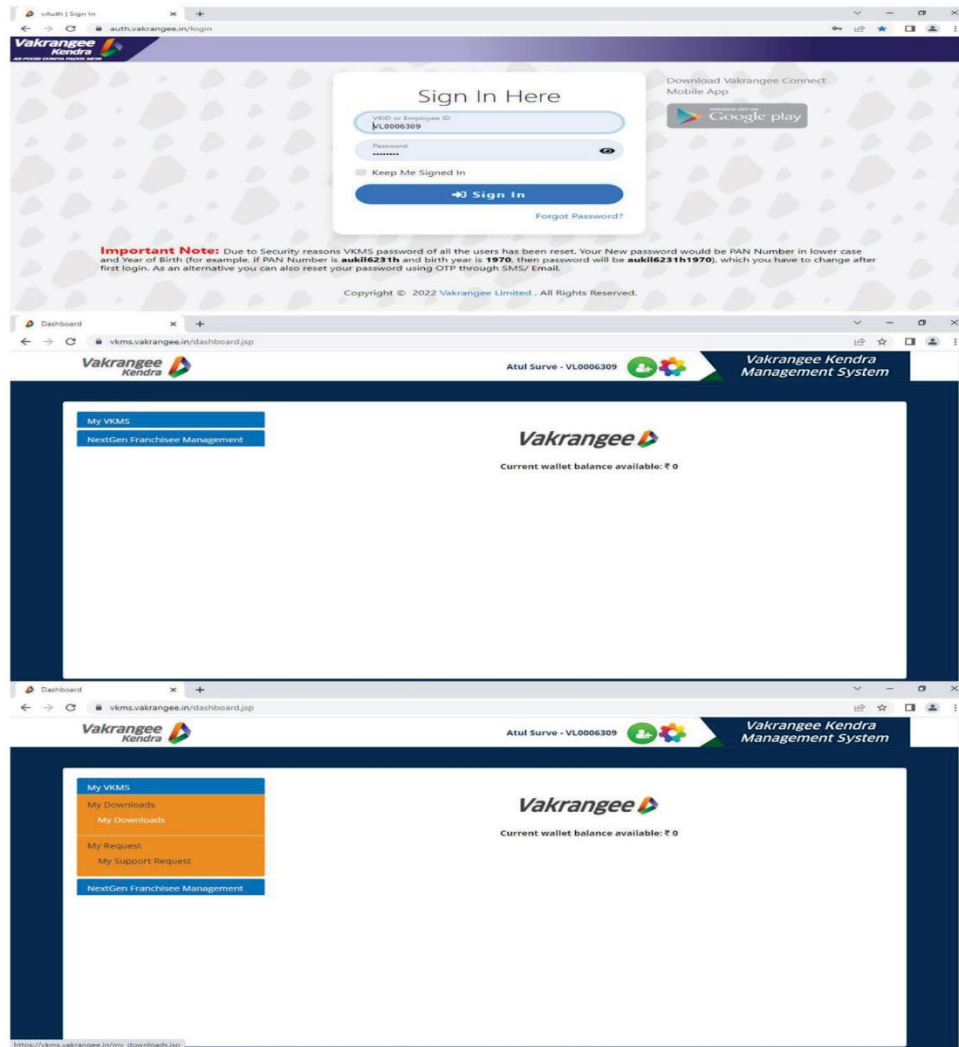 vAuth | Sign In
auth.vakrangee.in/login
Vakrangee
Kendra
Download Vakrangee Connect
Mobile App
Google play
Sign In Here
VKID or Employee ID
VL0006309
Password
Keep Me Signed In
Sign In
Forgot Password?
Important Note: Due to Security reasons VKMS password of all the users has been reset. Your New password would be PAN Number in lower case
and Year of Birth (for example, if PAN Number is aukil6231h and birth year is 1970, then password will be aukil6231h1970), which you have to change after
first login. As an alternative you can also reset your password using OTP through SMS/ Email.
Copyright © 2022 Vakrangee Limited . All Rights Reserved.
Dashboard
vkms.vakrangee.in/dashboard.jsp
Vakrangee
Kendra
Atul Surve - VL0006309
Vakrangee Kendra
Management System
My VKMS
NextGen Franchisee Management
Vakrangee
Current wallet balance available: ₹ 0
Dashboard
vkms.vakrangee.in/dashboard.jsp
Vakrangee
Kendra
Atul Surve - VL0006309
Vakrangee Kendra
Management System
My VKMS
My Downloads
My Downloads
My Request
My Support Request
NextGen Franchisee Management
Vakrangee
Current wallet balance available: ₹ 0
https://vkms.vakrangee.in/my_downloads.jsp